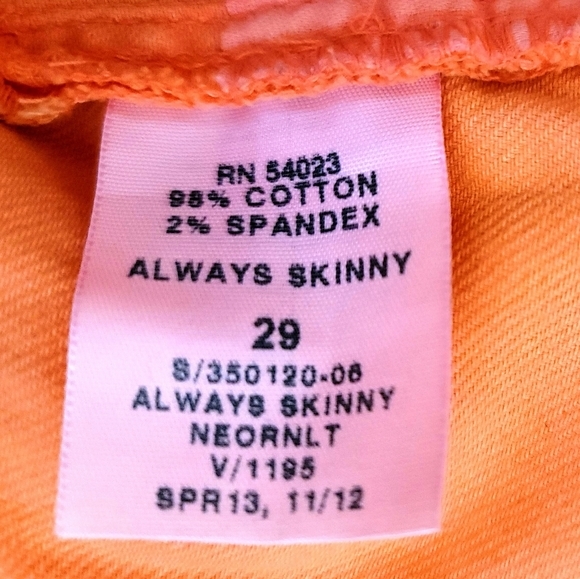 RN 54023
98% COTTON
2% SPANDEX
ALWAYS SKINNY
29
S/350120-06
ALWAYS SKINNY
NEORNLT
V/1195
SPR13, 11/12